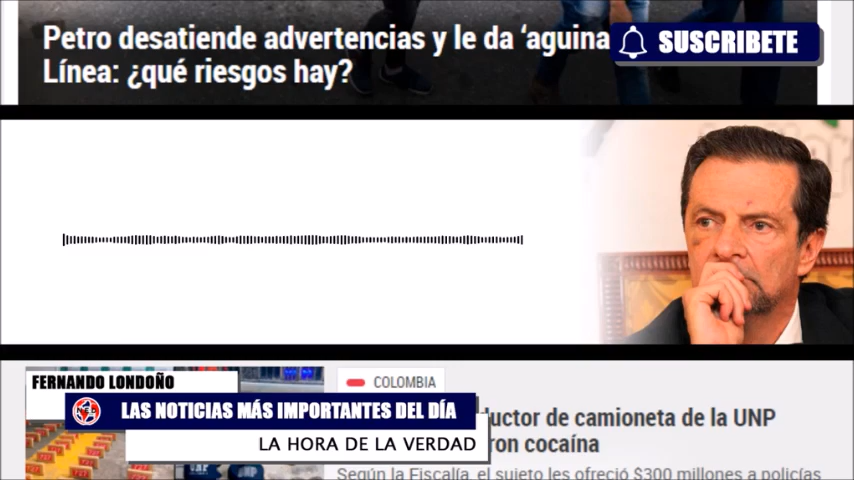 Petro desatiende advertencias y le da ‘aguina
Línea: ¿qué riesgos hay?
SUSCRIBETE
FERNANDO LONDOÑO
LAS NOTICIAS MÁS IMPORTANTES DEL DÍA
LA HORA DE LA VERDAD
COLOMBIA
ductor de camioneta de la UNP
ron cocaína
Según la Fiscalía, el sujeto les ofreció $300 millones a policías
UNP